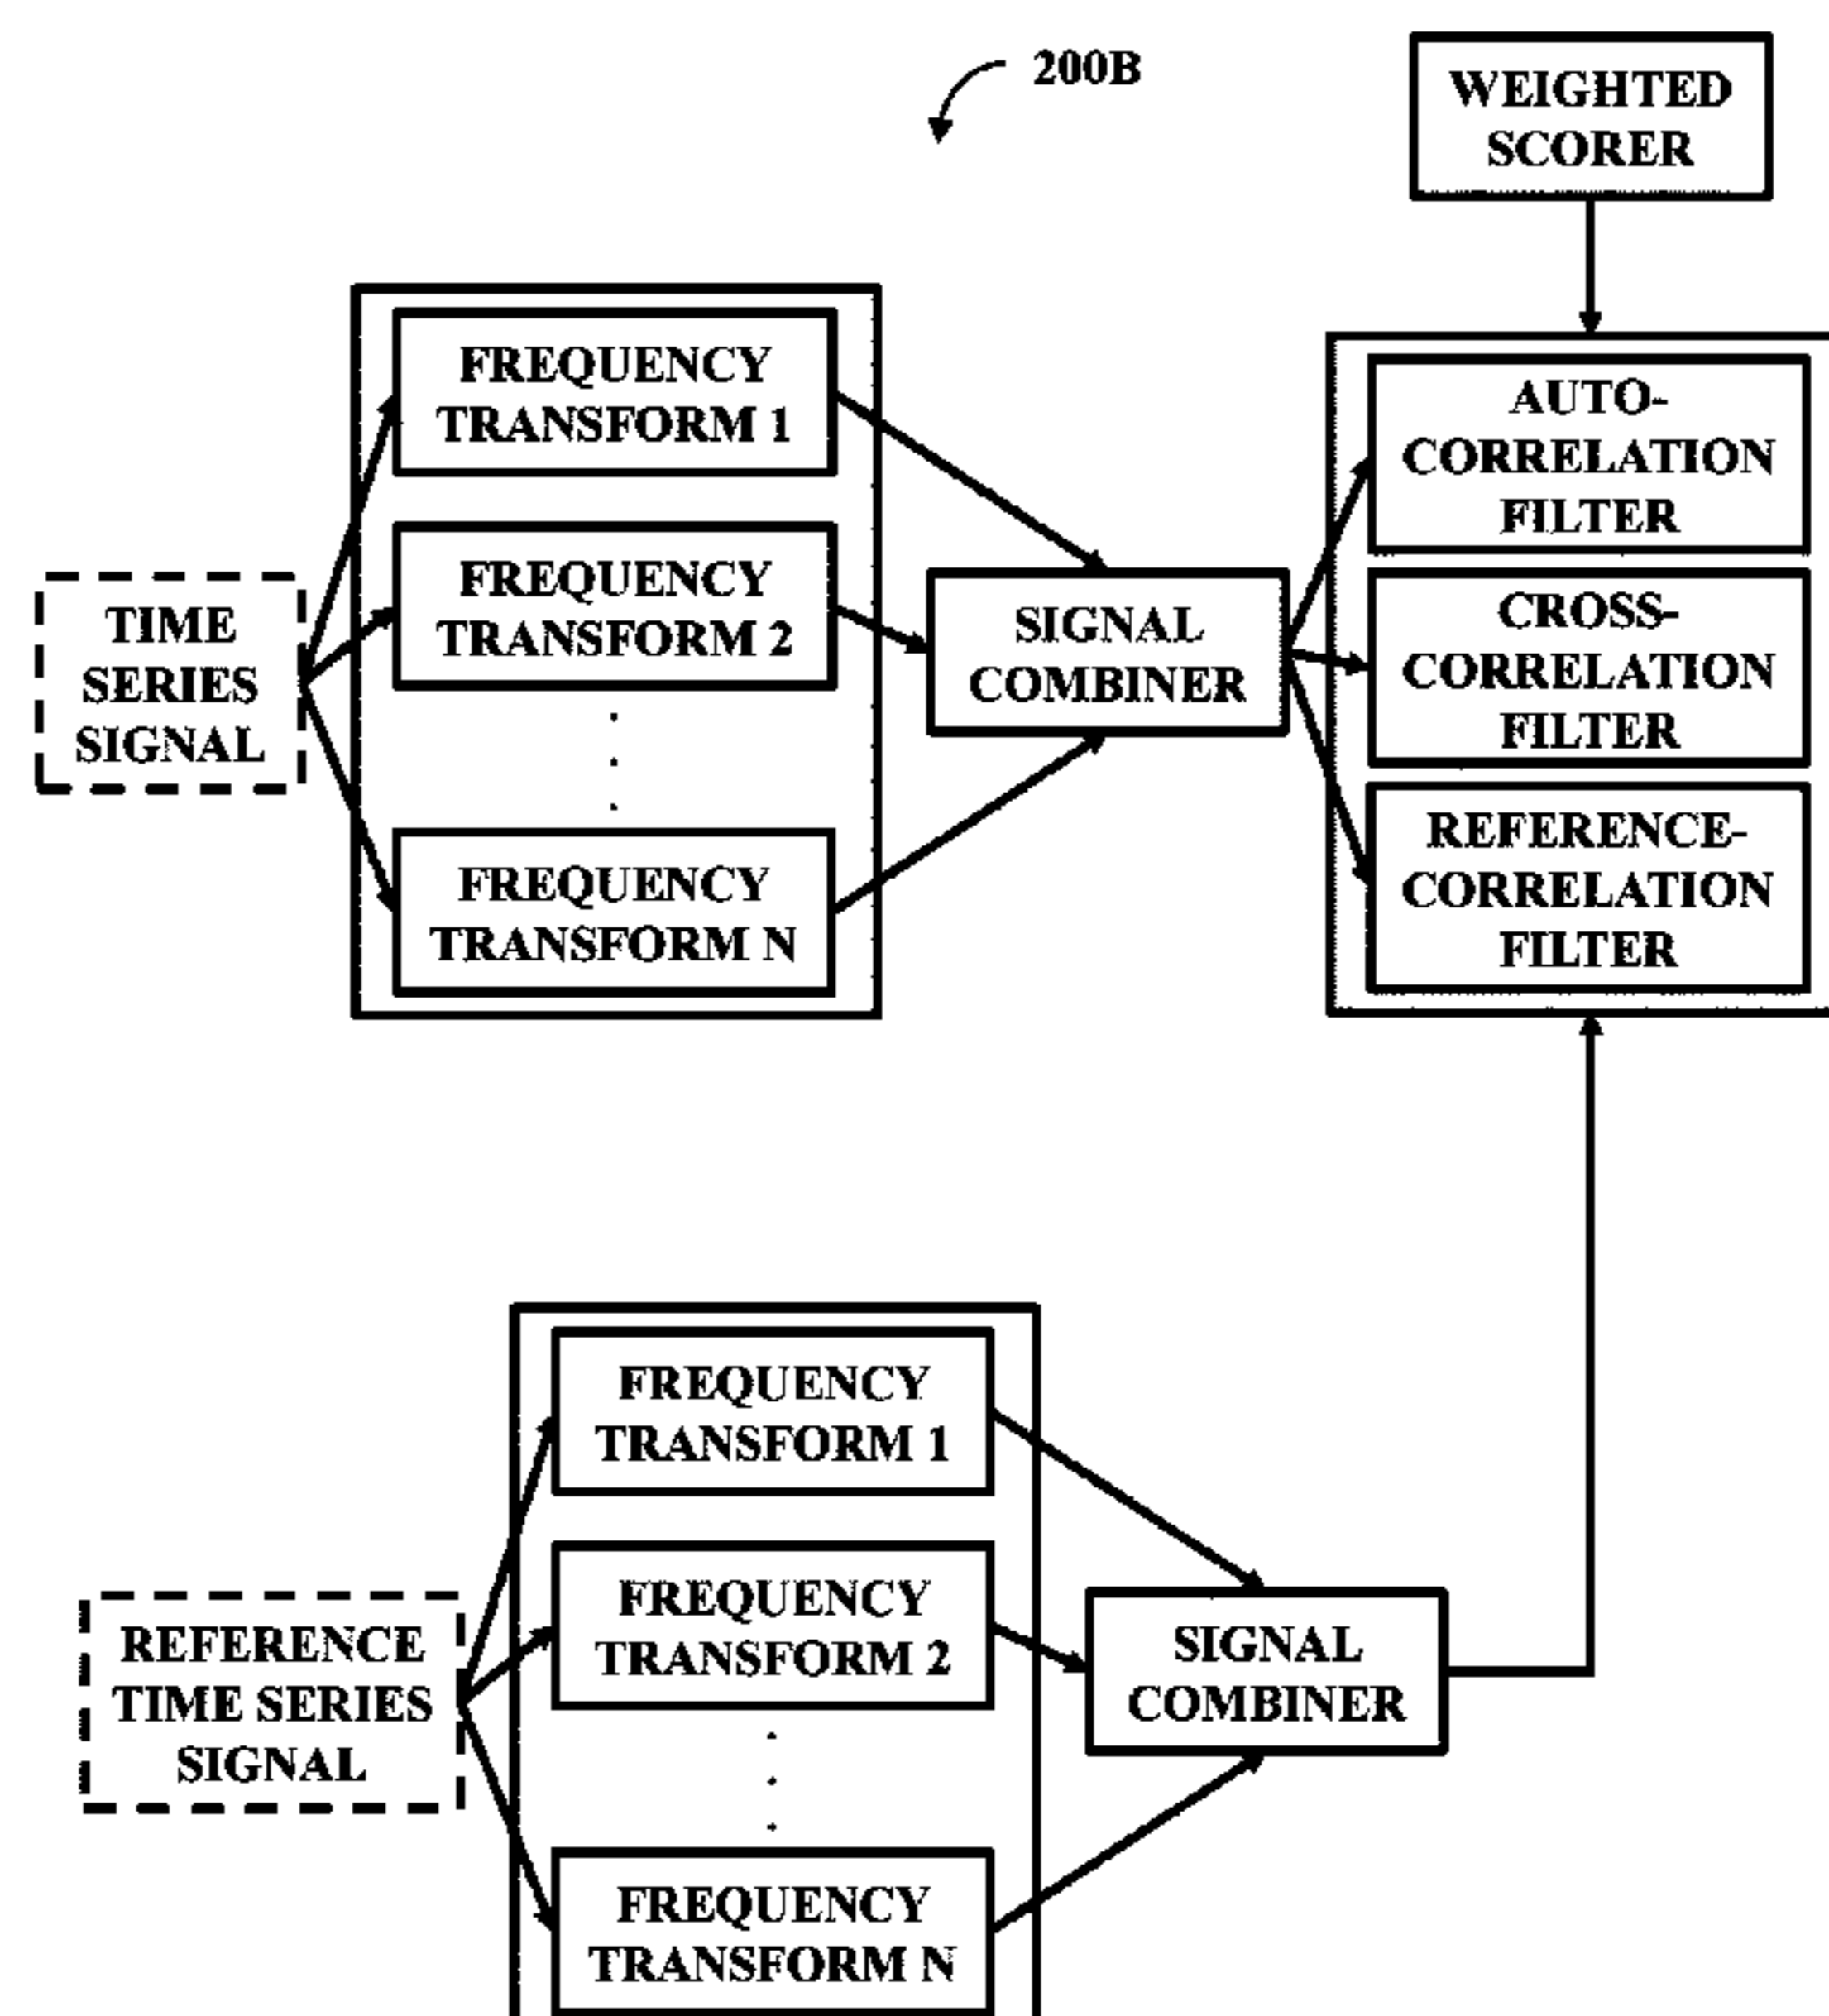 200B
WEIGHTED
SCORER
FREQUENCY
TRANSFORM 1
FREQUENCY
TRANSFORM 2
FREQUENCY
TRANSFORM N
TIME
SERIES
SIGNAL
SIGNAL
COMBINER
AUTO-
CORRELATION
FILTER
CROSS-
CORRELATION
FILTER
REFERENCE-
CORRELATION
FILTER
REFERENCE
TIME SERIES
SIGNAL
FREQUENCY
TRANSFORM 1
FREQUENCY
TRANSFORM 2
FREQUENCY
TRANSFORM N
SIGNAL
COMBINER